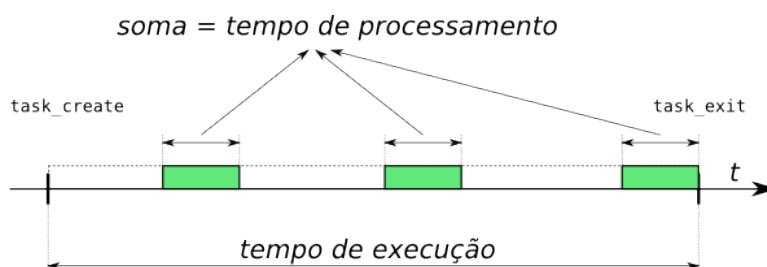 soma = tempo de processamento
task_create
task_exit
t
tempo de execução